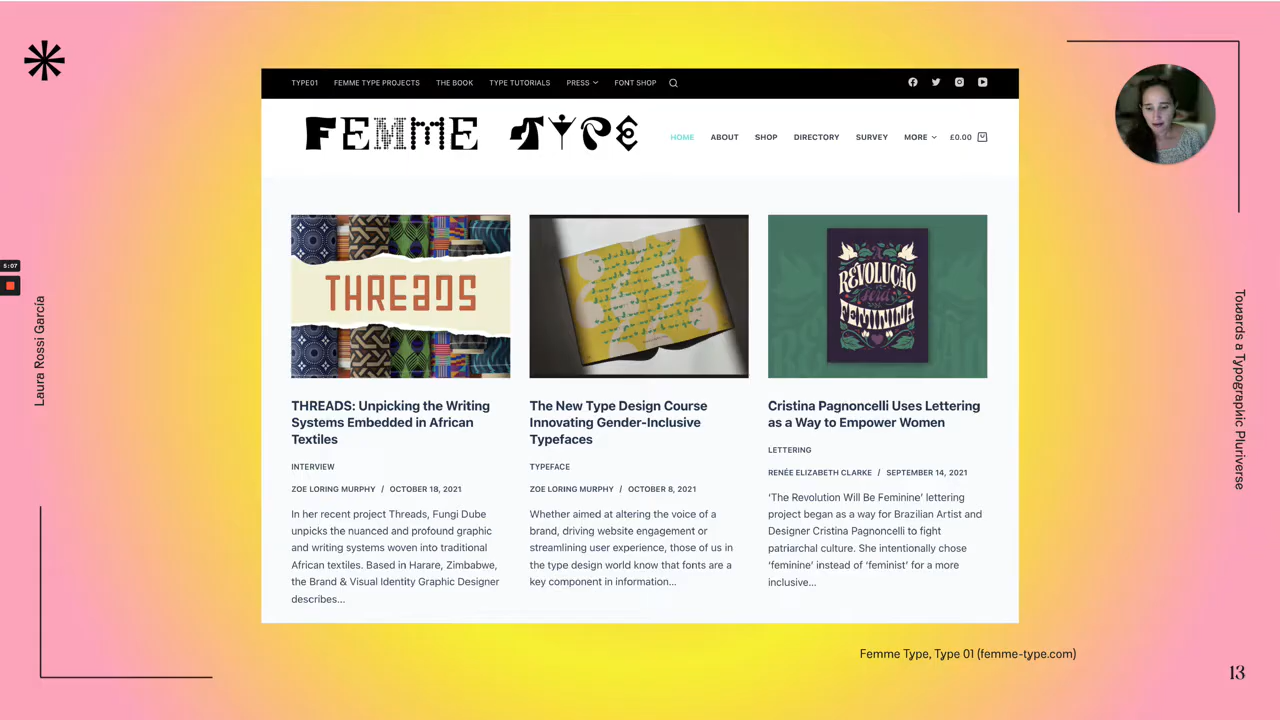 TYPE01 FEMME TYPE PROJECTS THE BOOK TYPE TUTORIALS PRESS FONT SHOP
FEMME TYPE
HOME ABOUT SHOP DIRECTORY SURVEY MORE £0.00
5:07
Laura Rossi García
Towards a Typographic Pluriverse
THREADS
REVOLUÇÃO
será
FEMININA
THREADS: Unpicking the Writing
Systems Embedded in African
Textiles
INTERVIEW
ZOE LORING MURPHY / OCTOBER 18, 2021
In her recent project Threads, Fungi Dube
unpicks the nuanced and profound graphic
and writing systems woven into traditional
African textiles. Based in Harare, Zimbabwe,
the Brand & Visual Identity Graphic Designer
describes...
The New Type Design Course
Innovating Gender-Inclusive
Typefaces
TYPEFACE
ZOE LORING MURPHY / OCTOBER 8, 2021
Whether aimed at altering the voice of a
brand, driving website engagement or
streamlining user experience, those of us in
the type design world know that fonts are a
key component in information...
Cristina Pagnoncelli Uses Lettering
as a Way to Empower Women
LETTERING
RENÉE ELIZABETH CLARKE / SEPTEMBER 14, 2021
‘The Revolution Will Be Feminine’ lettering
project began as a way for Brazilian Artist and
Designer Cristina Pagnoncelli to fight
patriarchal culture. She intentionally chose
‘feminine’ instead of ‘feminist’ for a more
inclusive...
Femme Type, Type 01 (femme-type.com)
13